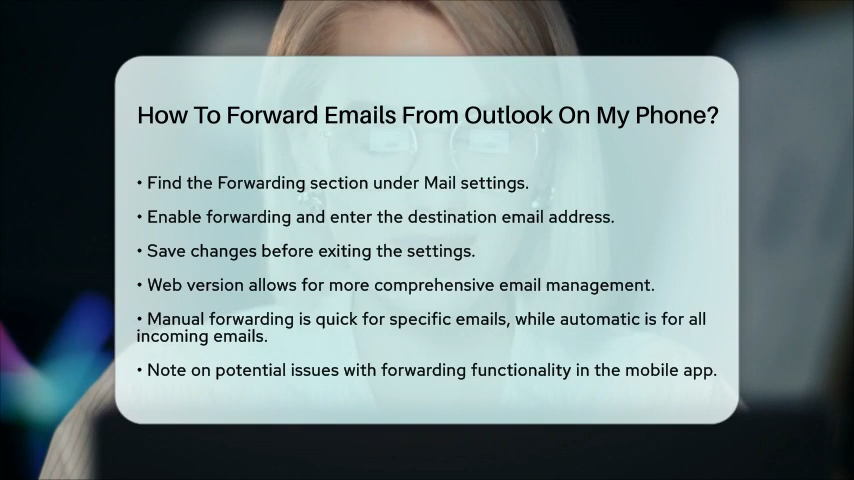 How To Forward Emails From Outlook On My Phone?
• Find the Forwarding section under Mail settings.
• Enable forwarding and enter the destination email address.
• Save changes before exiting the settings.
• Web version allows for more comprehensive email management.
• Manual forwarding is quick for specific emails, while automatic is for all
incoming emails.
• Note on potential issues with forwarding functionality in the mobile app.